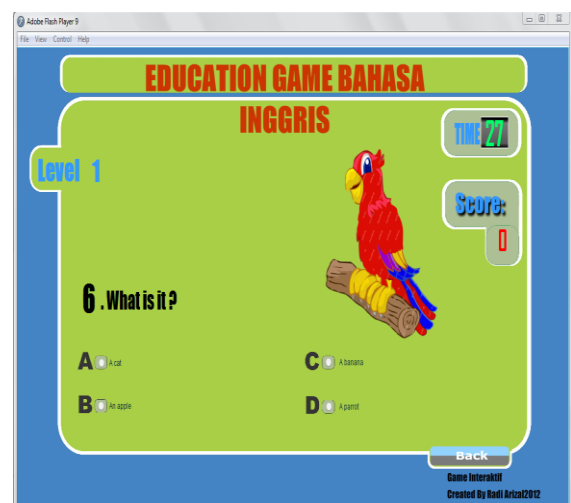 Adobe Flash Player 9
File View Control Help
EDUCATION GAME BAHASA
INGGRIS
TIME 27
Level 1
Score:
0
6 . What is it ?
A A cat
C A banana
B An apple
D A parrot
Back
Game Interaktif
Created By Radi Arizal2012